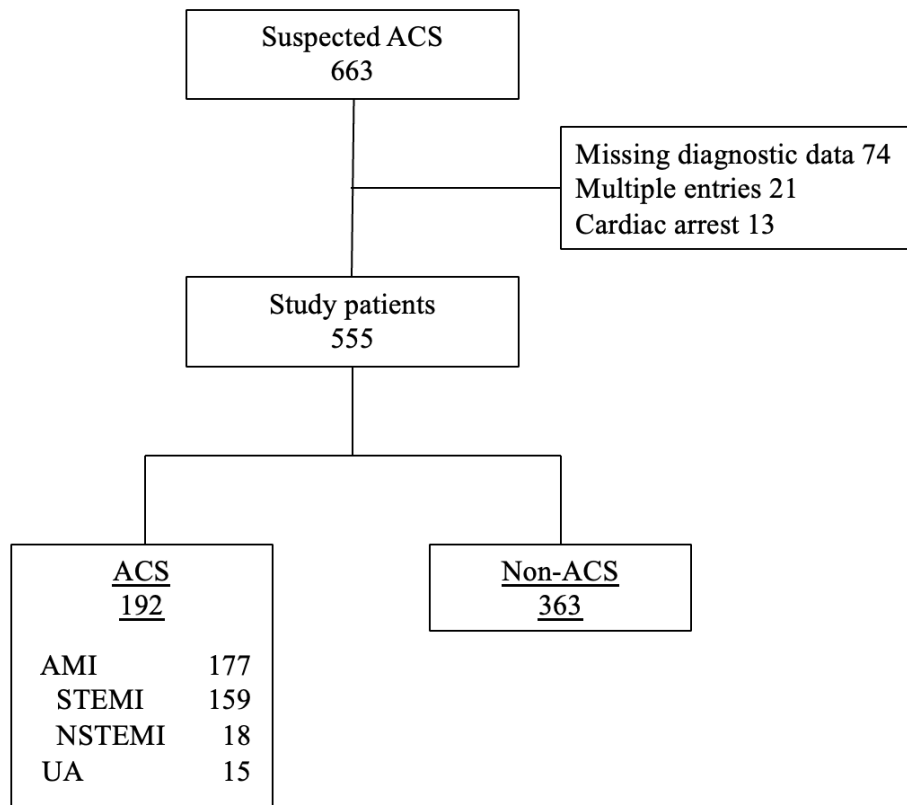 Suspected ACS
663
Missing diagnostic data 74
Multiple entries 21
Cardiac arrest 13
Study patients
555
ACS
192
AMI 177
STEMI 159
NSTEMI 18
UA 15
Non-ACS
363